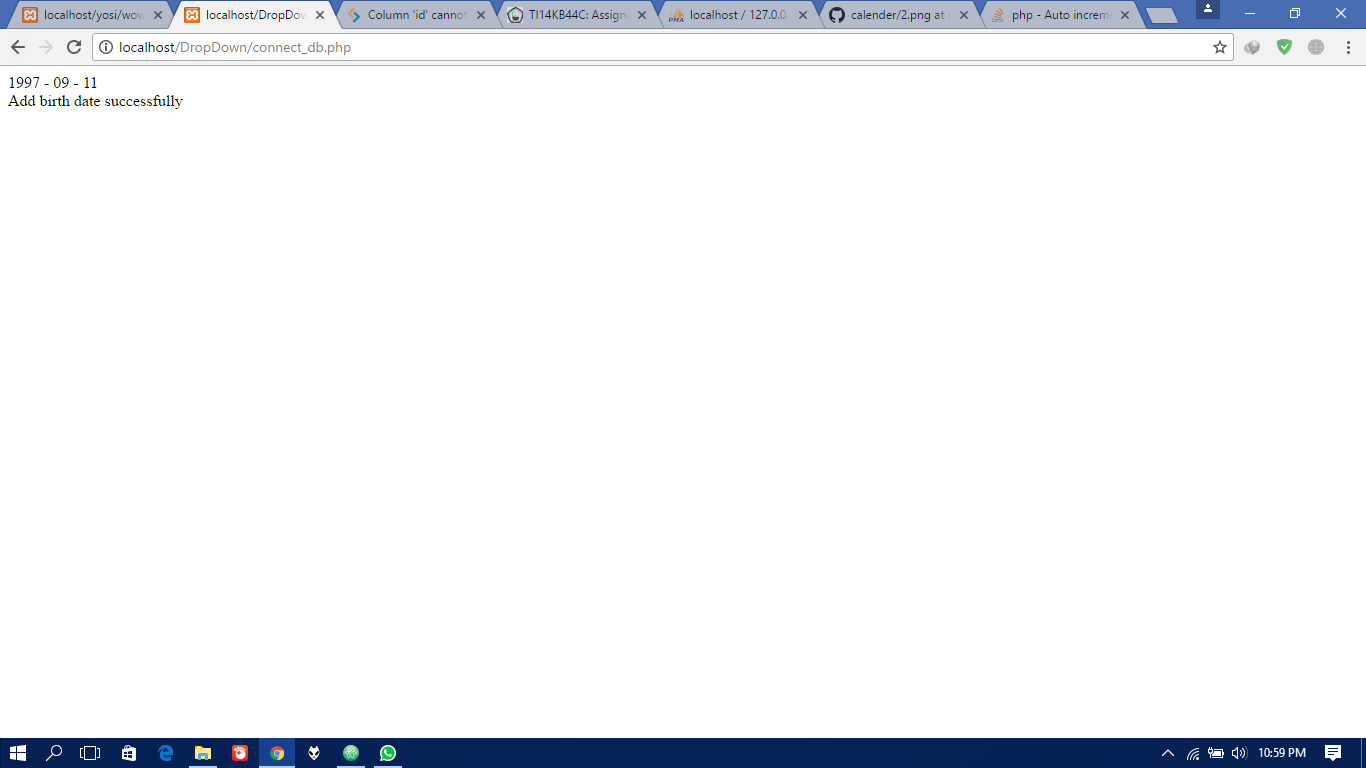 localhost/yosi/wow
localhost/DropDow
Column 'id' cannot
TI14KB44C: Assign
localhost / 127.0.0.
calender/2.png at
php - Auto increm
localhost/DropDown/connect_db.php
1997 - 09 - 11
Add birth date successfully
10:59 PM